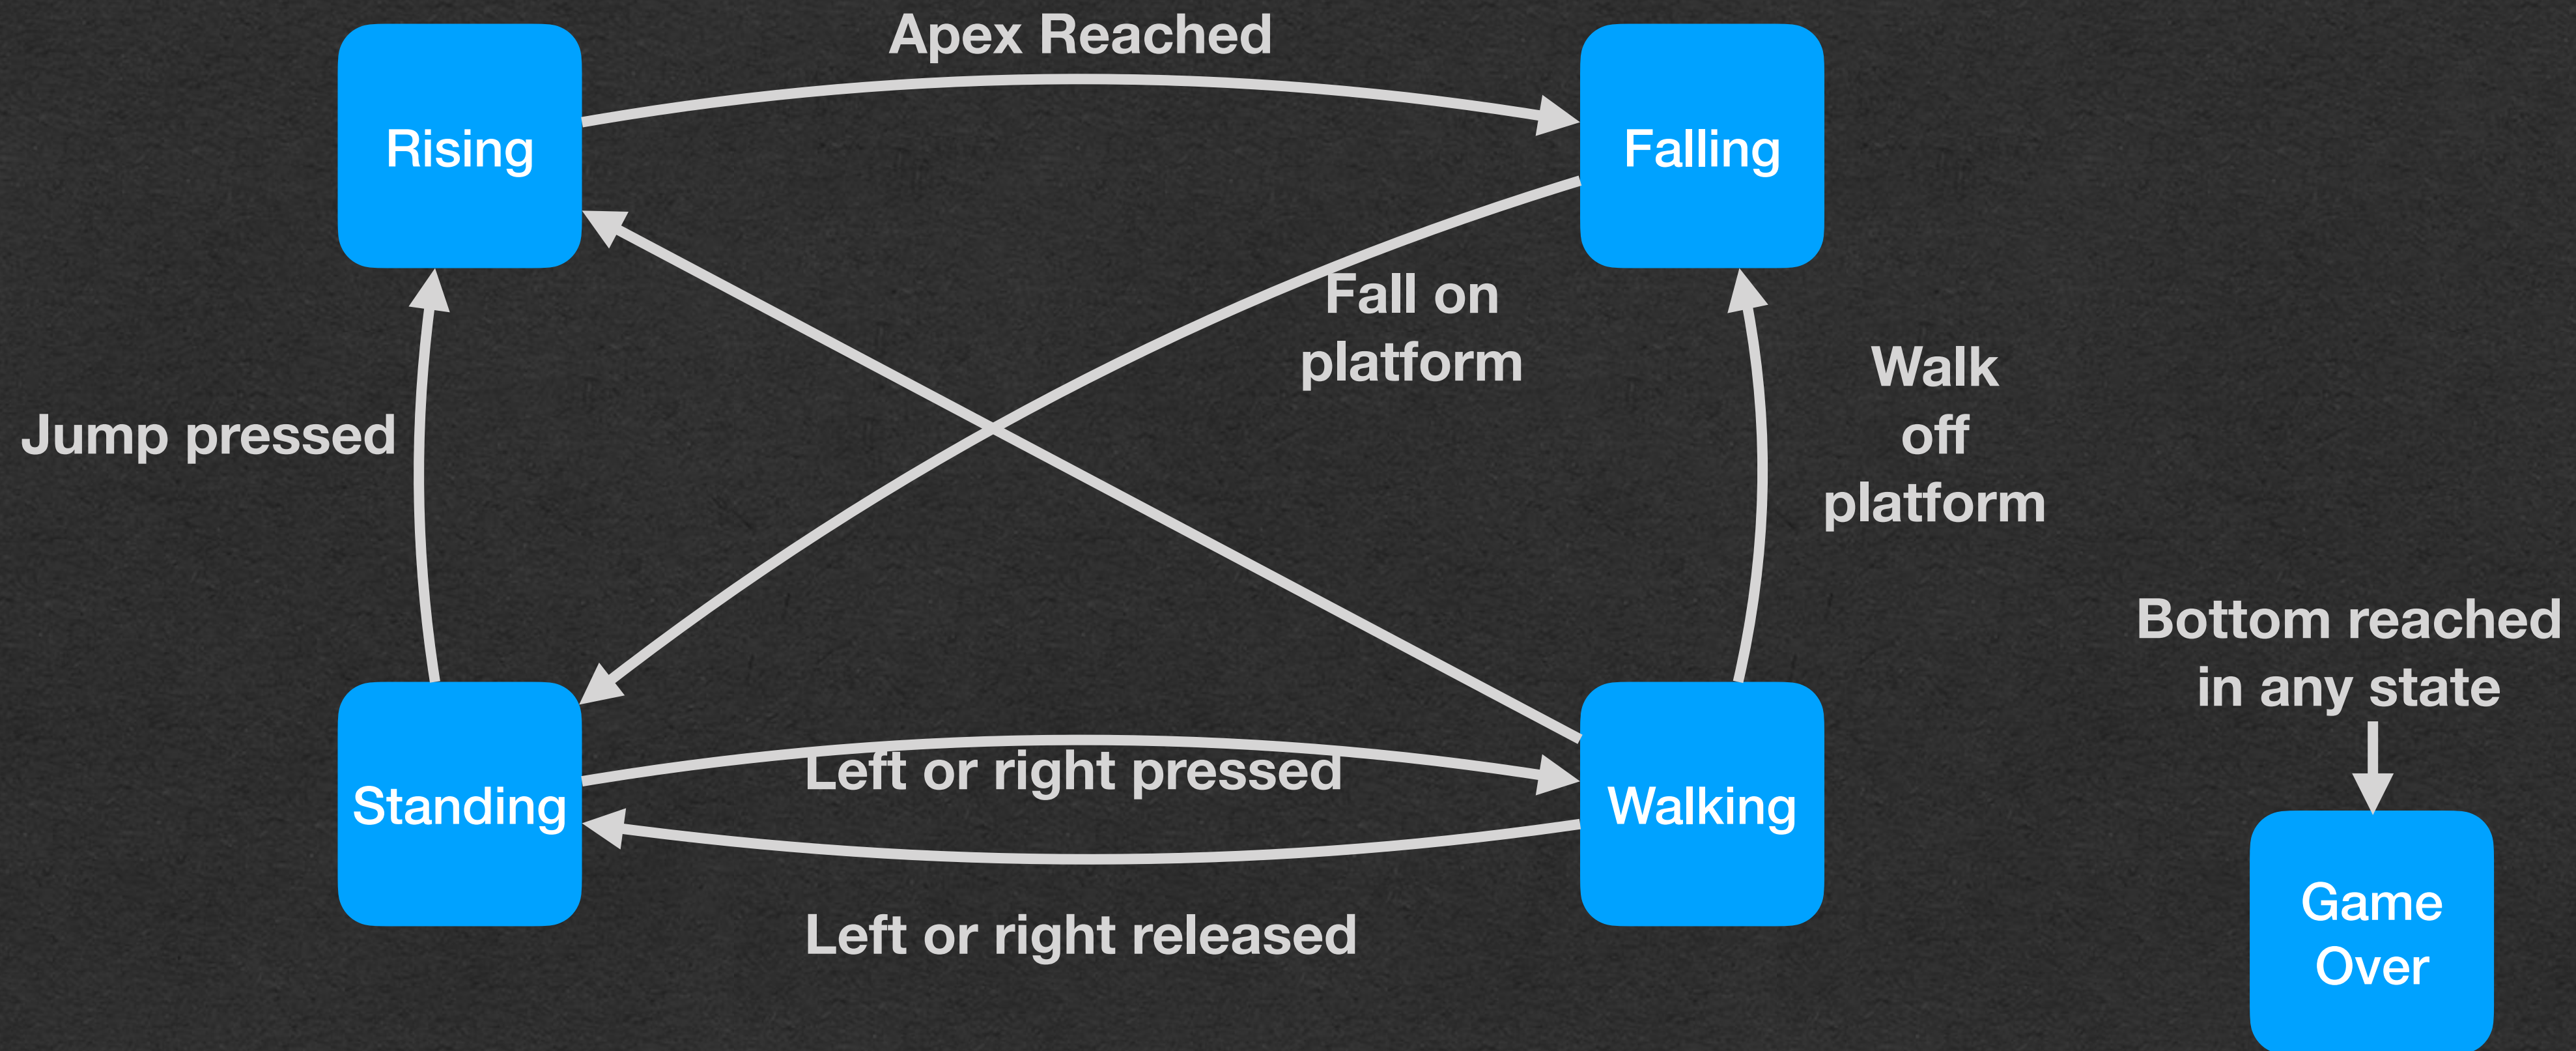 Apex Reached
Rising
Falling
Fall on
platform
Walk
off
platform
Jump pressed
Bottom reached
in any state
Left or right pressed
Standing
Walking
Left or right released
Game
Over